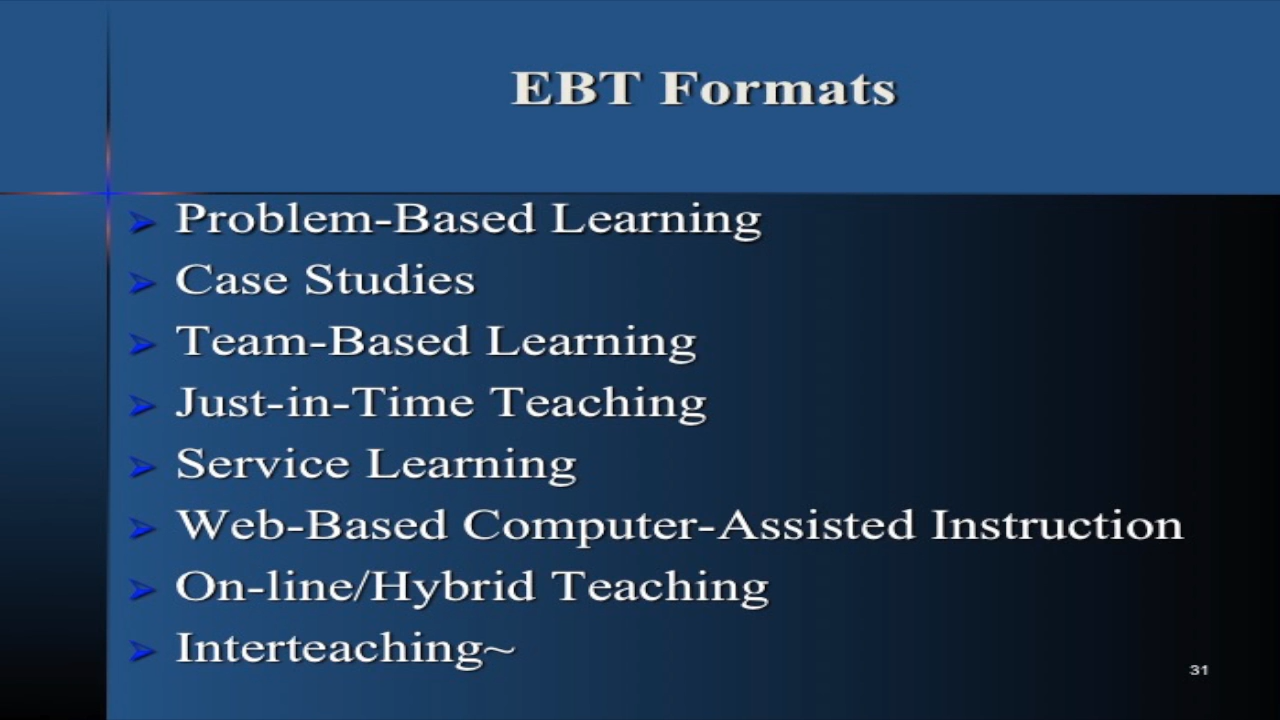 EBT Formats
Problem-Based Learning
Case Studies
Team-Based Learning
Just-in-Time Teaching
Service Learning
Web-Based Computer-Assisted Instruction
On-line/Hybrid Teaching
Interteaching~
31